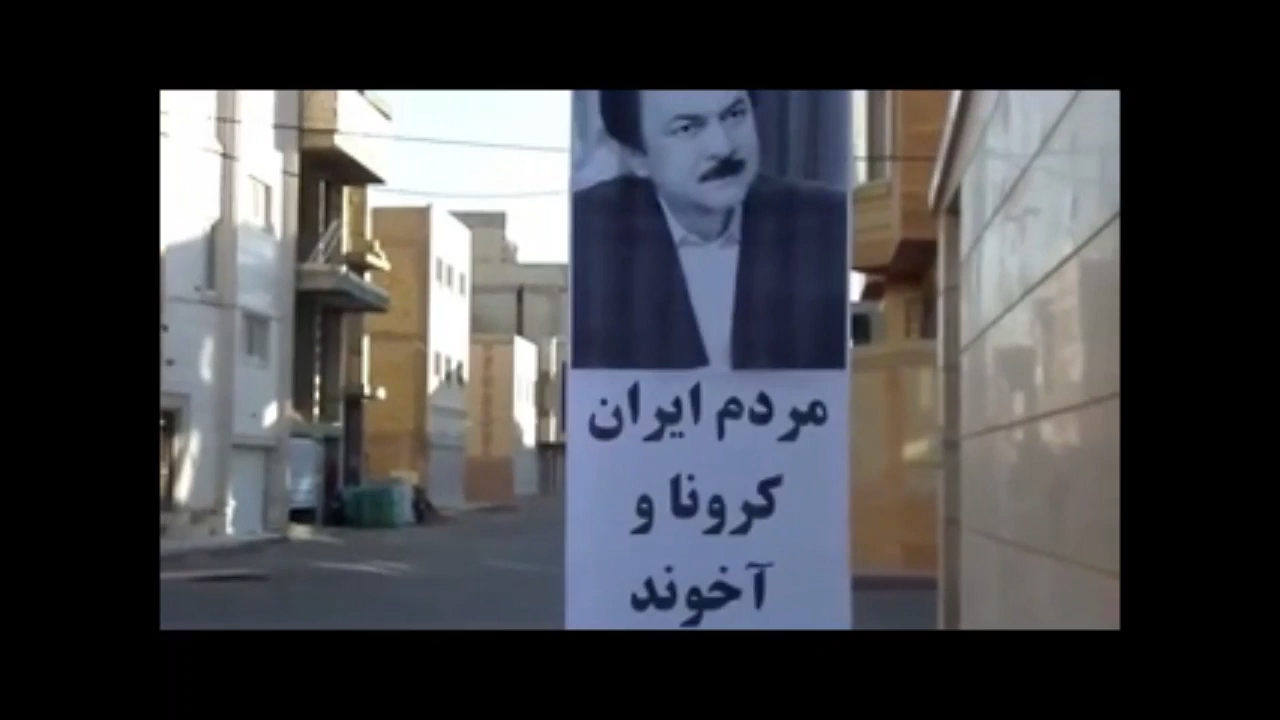 مردم ایران
کرونا و
آخوند